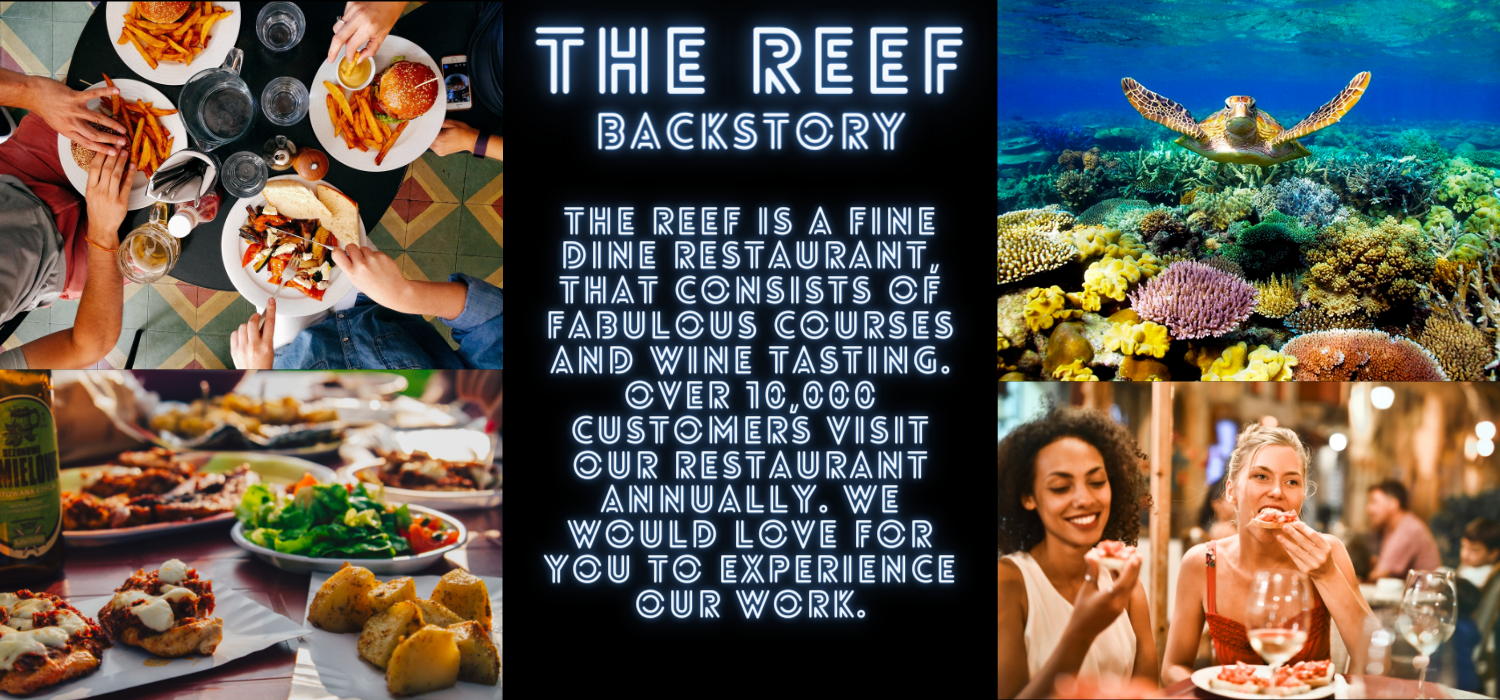 THE REEF
BACKSTORY
THE REEF IS A FINE
DINE RESTAURANT,
THAT CONSISTS OF
FABULOUS COURSES
AND WINE TASTING.
OVER 10,000
CUSTOMERS VISIT
OUR RESTAURANT
ANNUALLY. WE
WOULD LOVE FOR
YOU TO EXPERIENCE
OUR WORK.